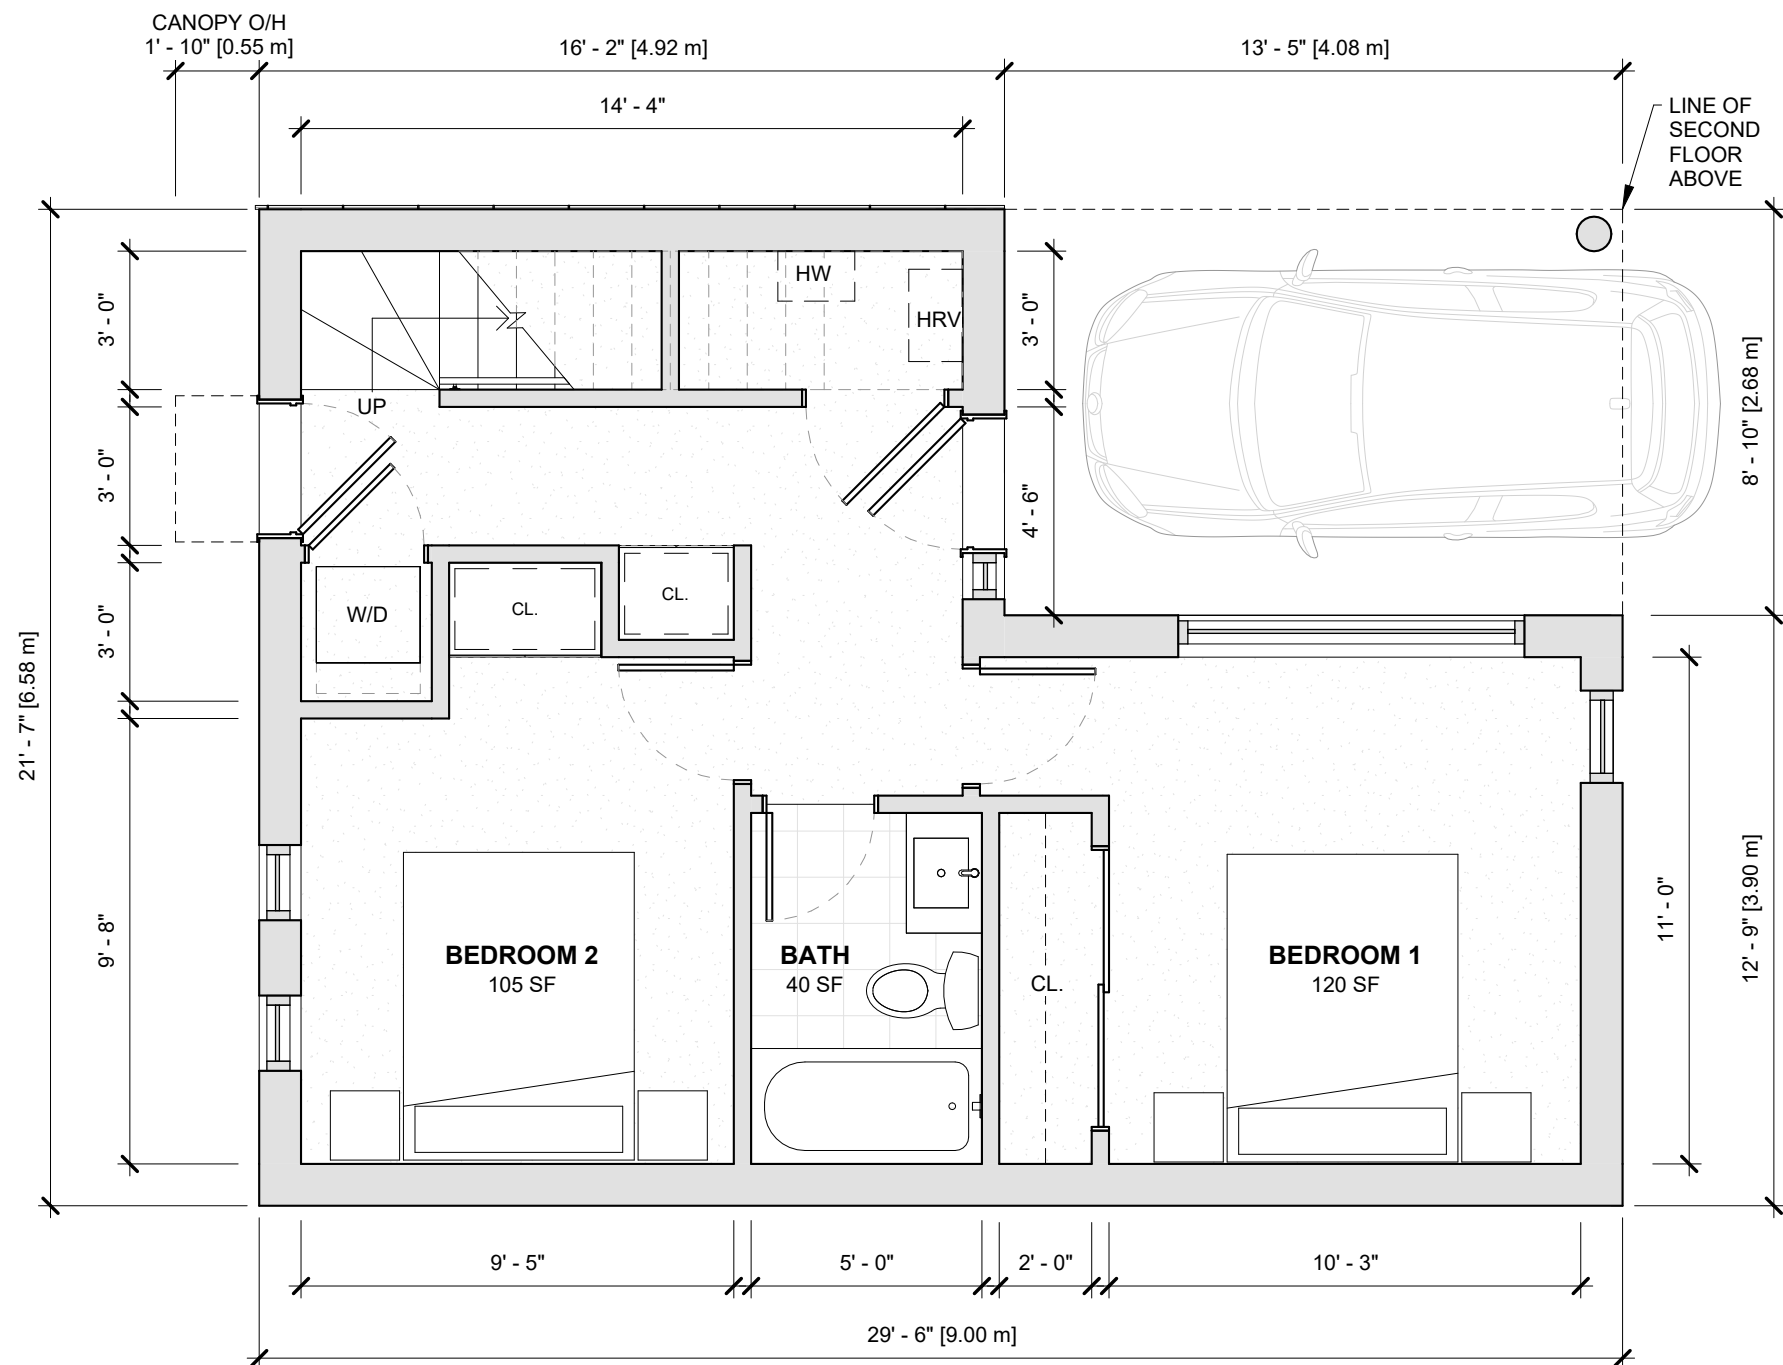 CANOPY O/H
1' - 10" [0.55 m]
16' - 2" [4.92 m]
13' - 5" [4.08 m]
14' - 4"
LINE OF
SECOND
FLOOR
ABOVE
HW
HRV
3' - 0"
3' - 0"
UP
8' - 10" [2.68 m]
3' - 0"
4' - 6"
W/D
CL.
CL.
3' - 0"
21' - 7" [6.58 m]
9' - 8"
11' - 0"
12' - 9" [3.90 m]
BEDROOM 2
105 SF
BATH
40 SF
CL.
BEDROOM 1
120 SF
9' - 5"
5' - 0"
2' - 0"
10' - 3"
29' - 6" [9.00 m]